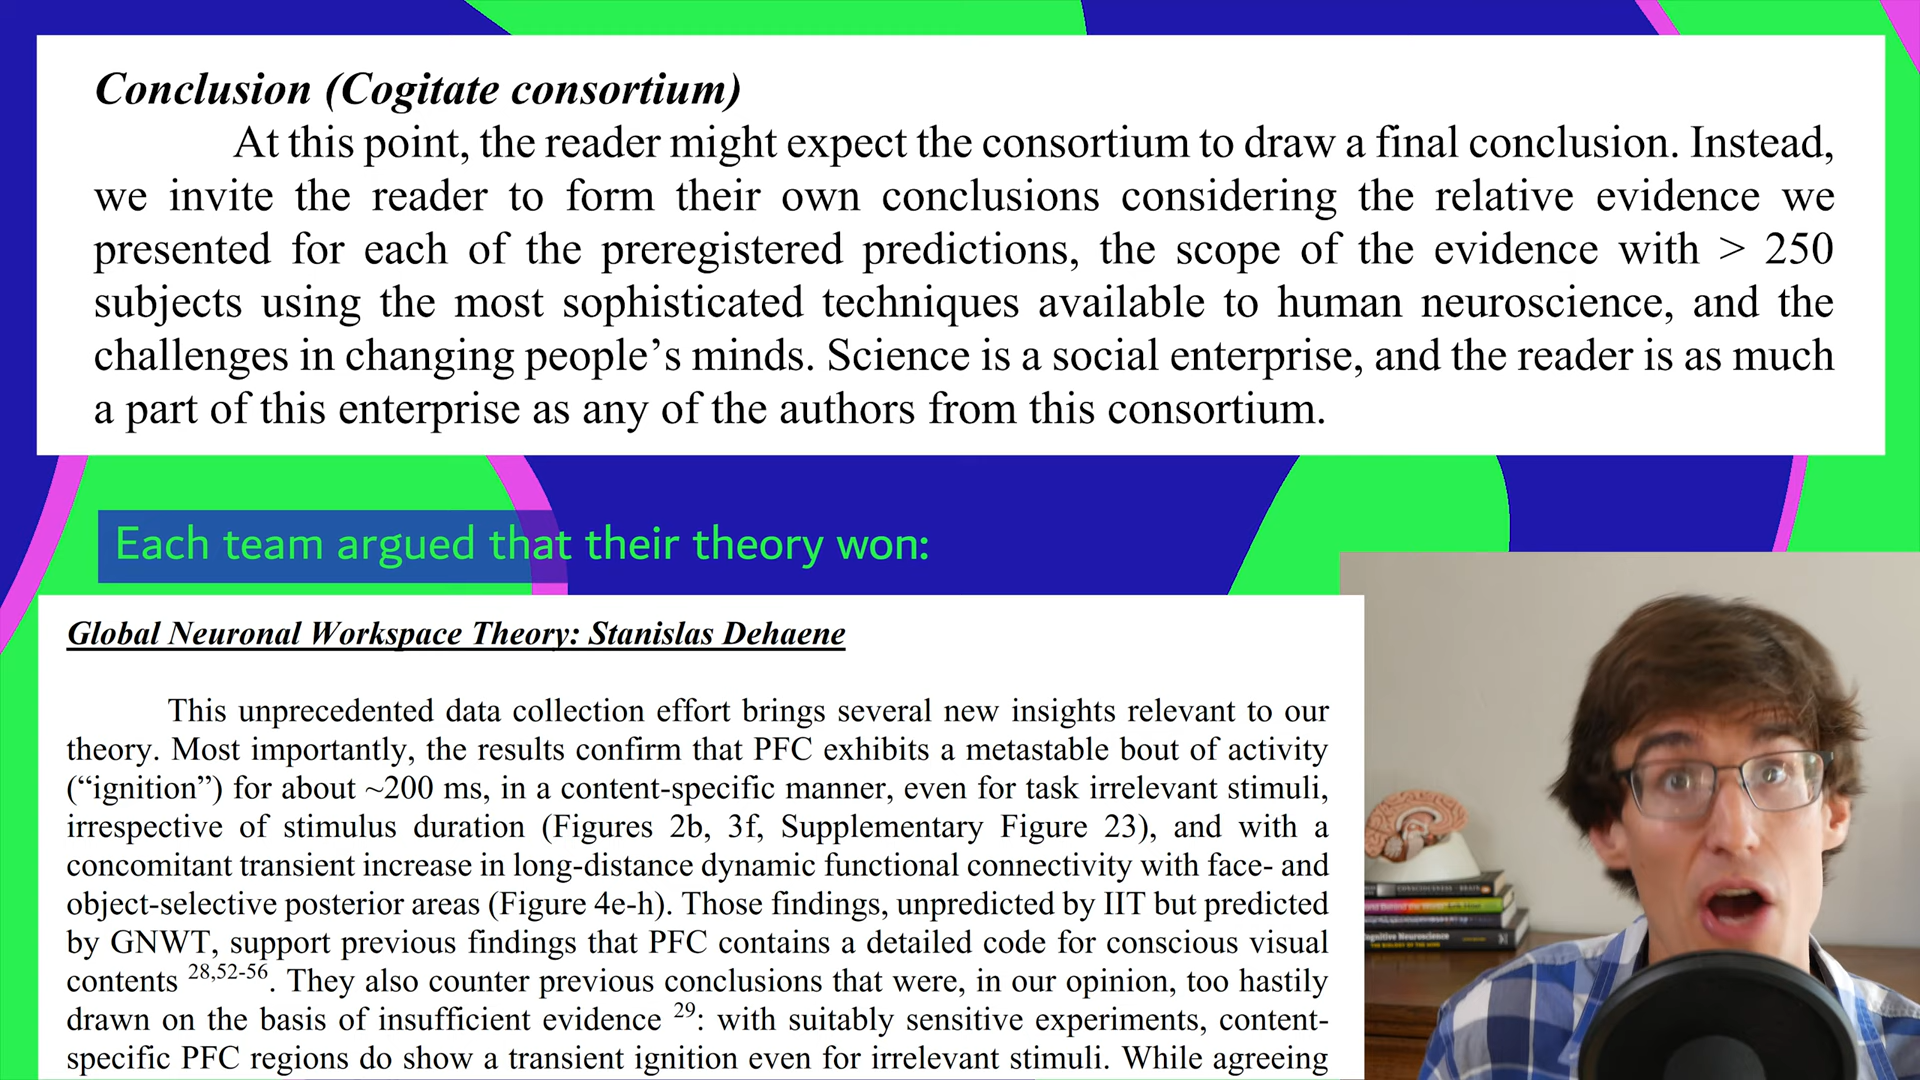 Conclusion (Cogitate consortium)
At this point, the reader might expect the consortium to draw a final conclusion. Instead,
we invite the reader to form their own conclusions considering the relative evidence we
presented for each of the preregistered predictions, the scope of the evidence with > 250
subjects using the most sophisticated techniques available to human neuroscience, and the
challenges in changing people’s minds. Science is a social enterprise, and the reader is as much
a part of this enterprise as any of the authors from this consortium.
Each team argued that their theory won:
Global Neuronal Workspace Theory: Stanislas Dehaene
This unprecedented data collection effort brings several new insights relevant to our
theory. Most importantly, the results confirm that PFC exhibits a metastable bout of activity
(“ignition”) for about ~200 ms, in a content-specific manner, even for task irrelevant stimuli,
irrespective of stimulus duration (Figures 2b, 3f, Supplementary Figure 23), and with a
concomitant transient increase in long-distance dynamic functional connectivity with face- and
object-selective posterior areas (Figure 4e-h). Those findings, unpredicted by IIT but predicted
by GNWT, support previous findings that PFC contains a detailed code for conscious visual
contents 28,52-56. They also counter previous conclusions that were, in our opinion, too hastily
drawn on the basis of insufficient evidence 29: with suitably sensitive experiments, content-
specific PFC regions do show a transient ignition even for irrelevant stimuli. While agreeing
Cognitive Neuroscience